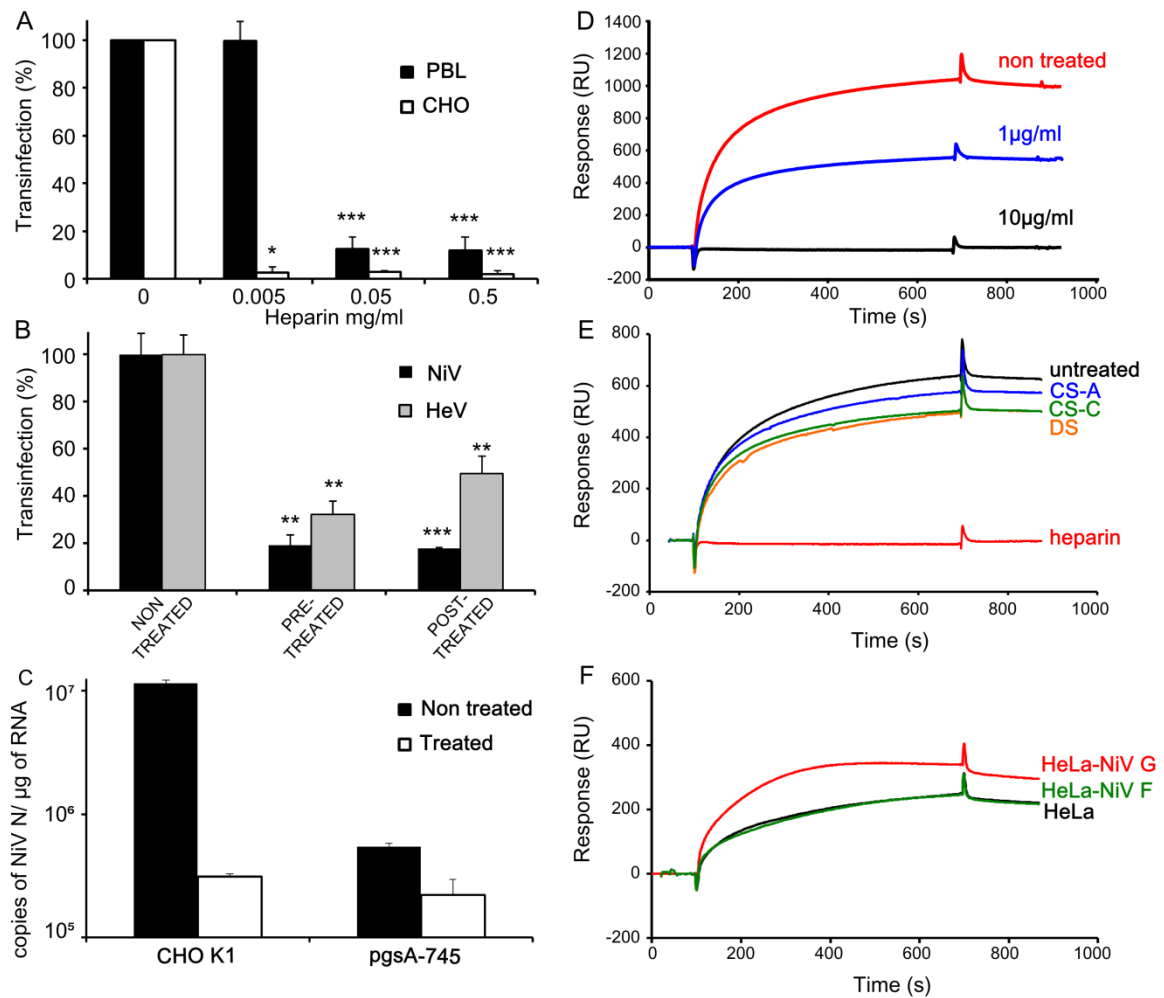 A
Transinfection (%)
100
80
60
40
20
0
PBL
CHO
*
***
***
***
***
0
0.005
0.05
0.5
Heparin mg/ml
B
Transinfection (%)
100
80
60
40
20
0
NiV
HeV
**
**
***
**
NON
TREATED
PRE-
TREATED
POST-
TREATED
C
copies of NiV N/ µg of RNA
10⁷
10⁶
10⁵
Non treated
Treated
CHO K1
pgsA-745
D
Response (RU)
1400
1200
1000
800
600
400
200
0
-200
non treated
1µg/ml
10µg/ml
0
200
400
600
800
1000
Time (s)
E
Response (RU)
800
600
400
200
0
-200
untreated
CS-A
CS-C
DS
heparin
0
200
400
600
800
1000
Time (s)
F
Response (RU)
600
400
200
0
-200
HeLa-NiV G
HeLa-NiV F
HeLa
0
200
400
600
800
1000
Time (s)